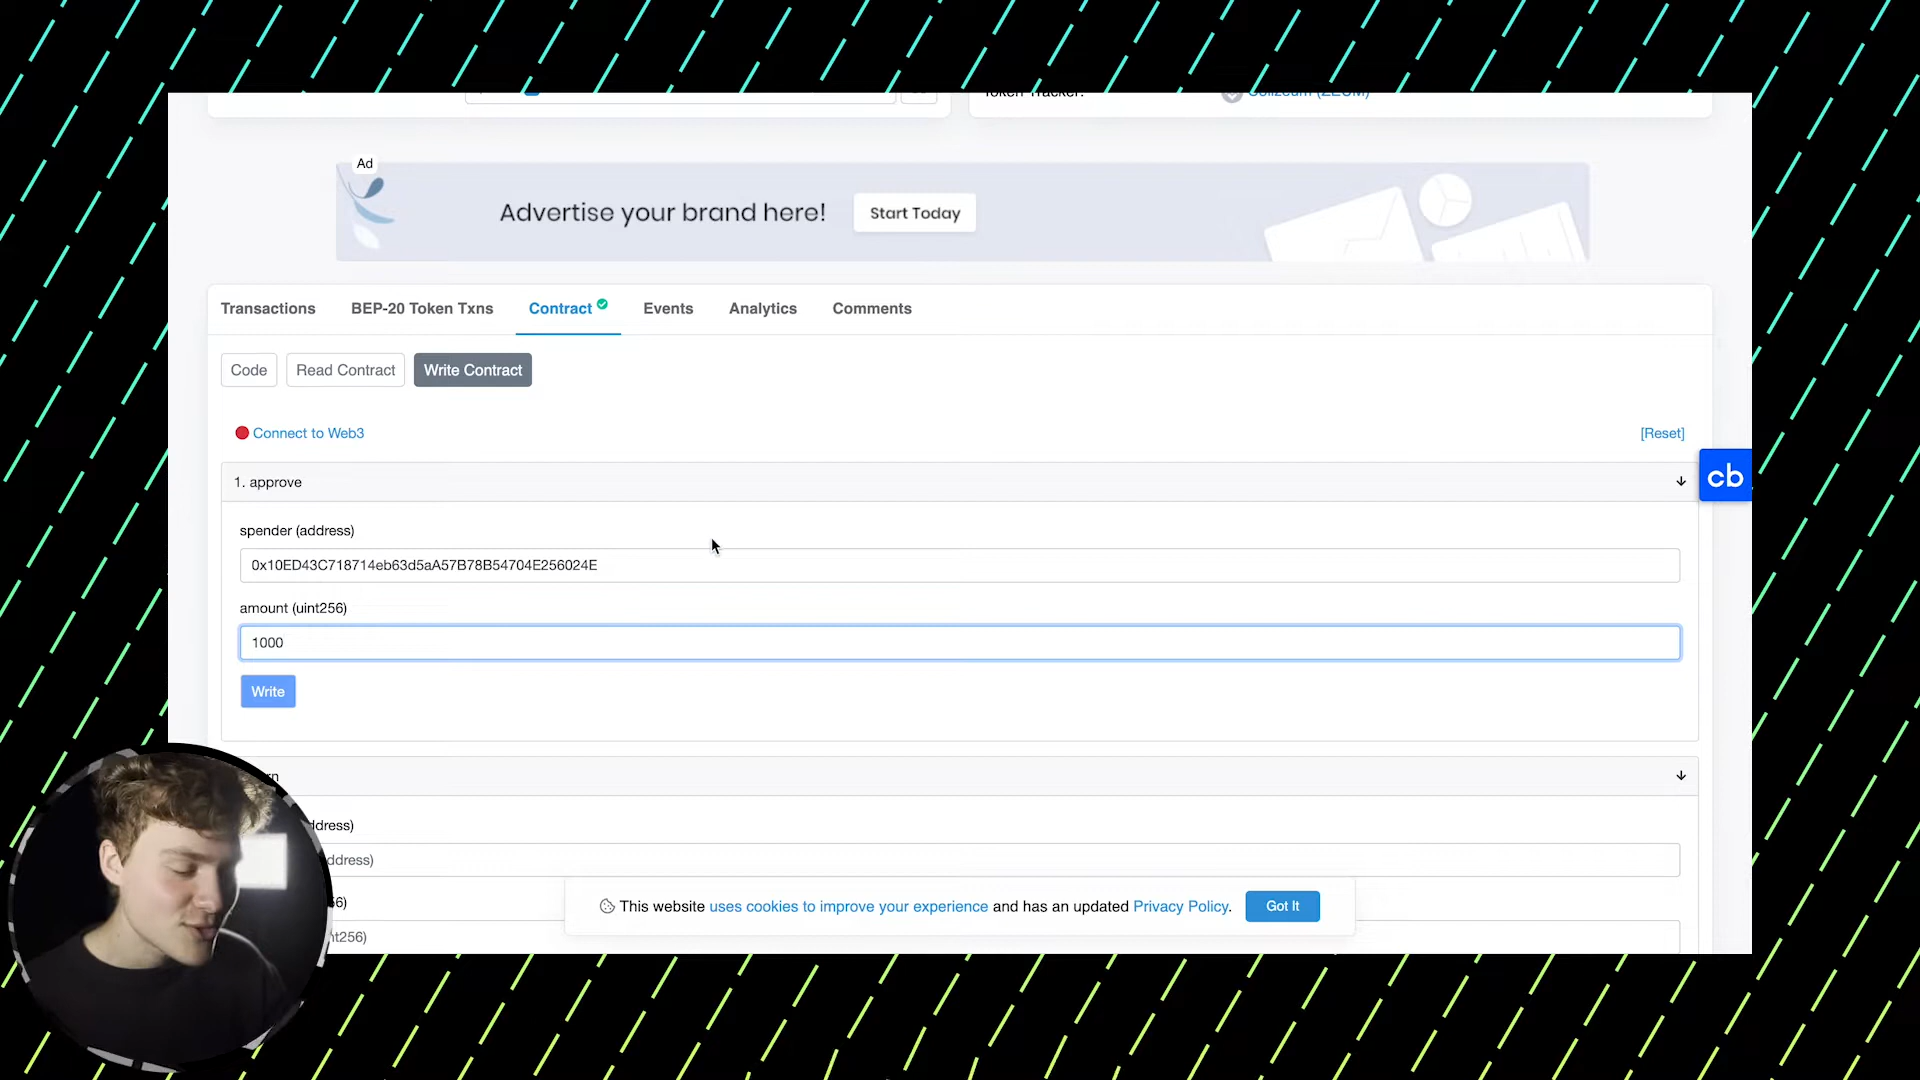 Ad
Advertise your brand here!
Start Today
Transactions
BEP-20 Token Txns
Contract
Events
Analytics
Comments
Code
Read Contract
Write Contract
Connect to Web3
[Reset]
cb
1. approve
spender (address)
0x10ED43C718714eb63d5aA57B78B54704E256024E
amount (uint256)
1000
Write
This website uses cookies to improve your experience and has an updated Privacy Policy.
Got It